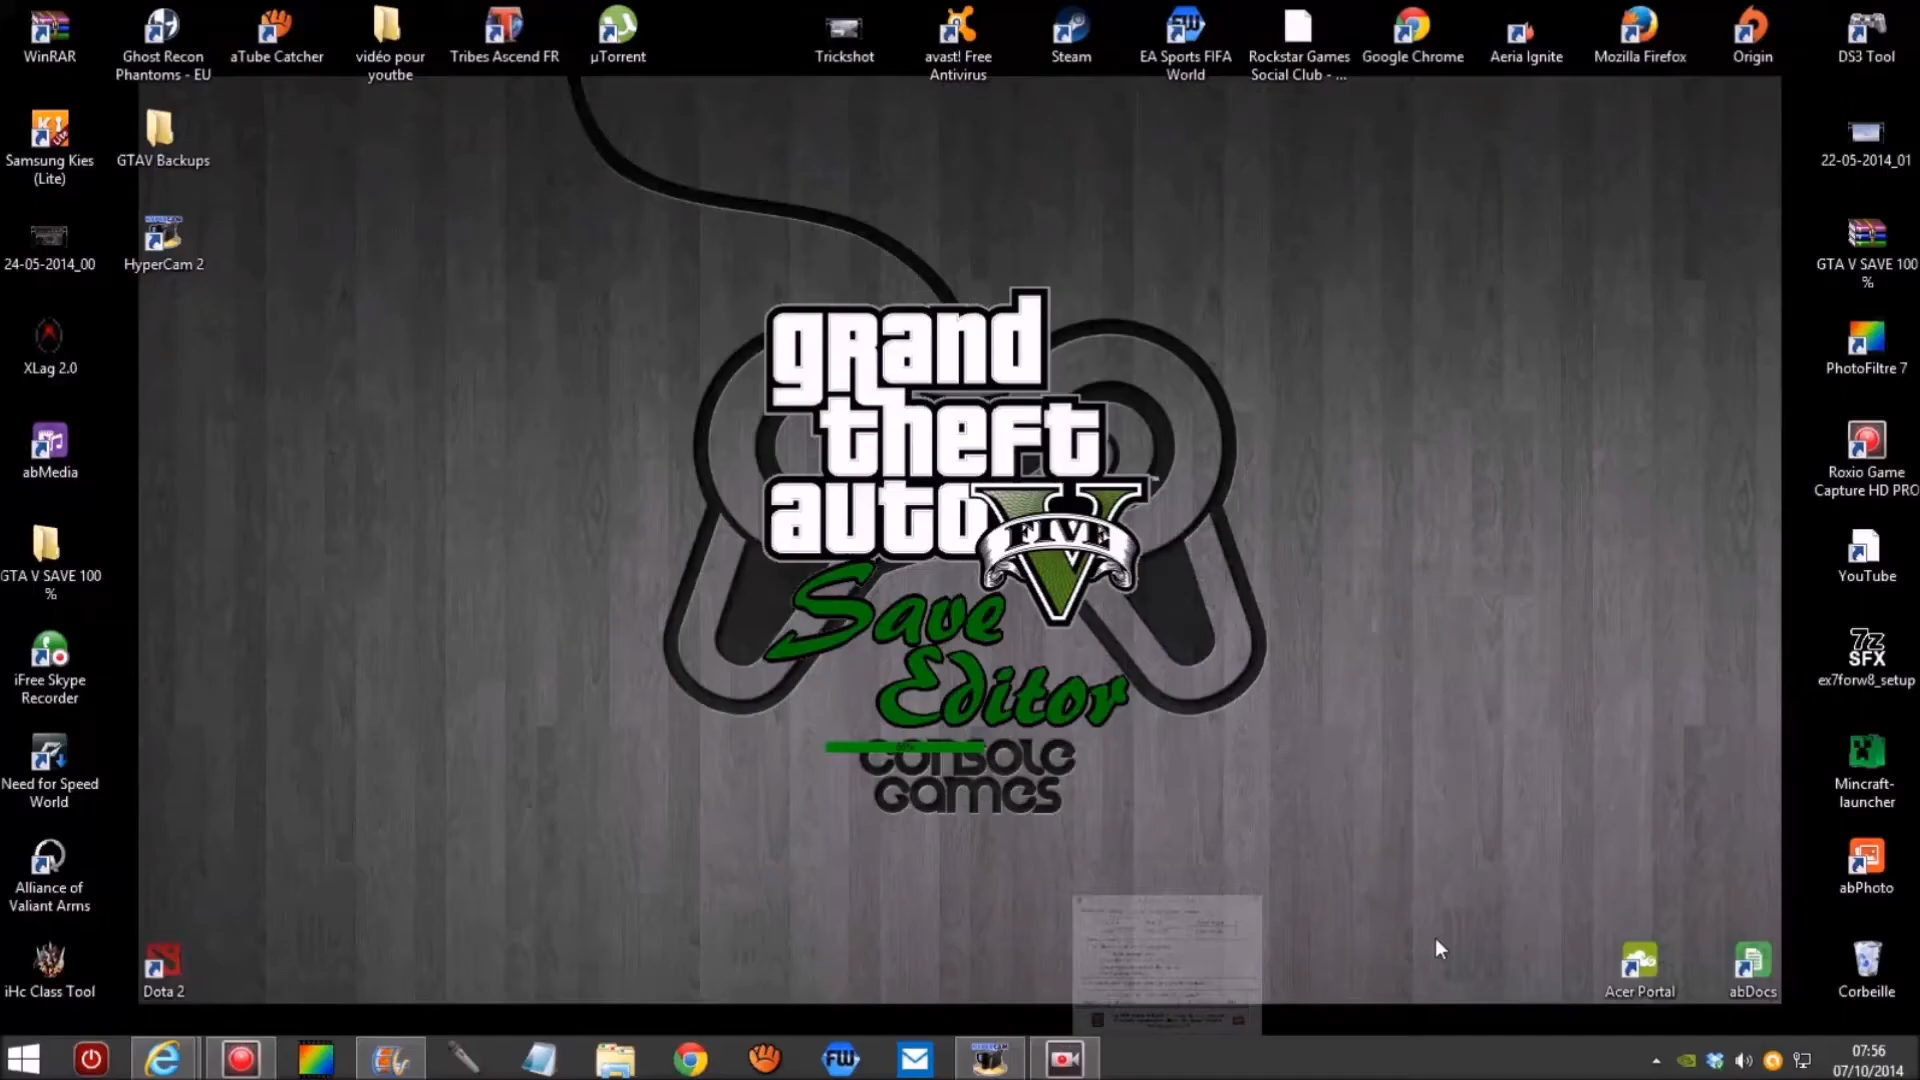 WinRAR
Ghost Recon
Phantoms - EU
aTube Catcher
vidéo pour
youtbe
Tribes Ascend FR
µTorrent
Trickshot
avast! Free
Antivirus
Steam
EA Sports FIFA
World
Rockstar Games
Social Club - ...
Google Chrome
Aeria Ignite
Mozilla Firefox
Origin
DS3 Tool
Samsung Kies
(Lite)
GTAV Backups
22-05-2014_01
24-05-2014_00
HyperCam 2
GTA V SAVE 100
%
XLag 2.0
PhotoFiltre 7
grand
theft
auto V
FIVE
Save
Editor
CONSOLE
Games
abMedia
Roxio Game
Capture HD PRO
GTA V SAVE 100
%
YouTube
iFree Skype
Recorder
7z
SFX
ex7forw8_setup
Need for Speed
World
Mincraft-
launcher
Alliance of
Valiant Arms
abPhoto
iHc Class Tool
Dota 2
Acer Portal
abDocs
Corbeille
FW
07:56
07/10/2014